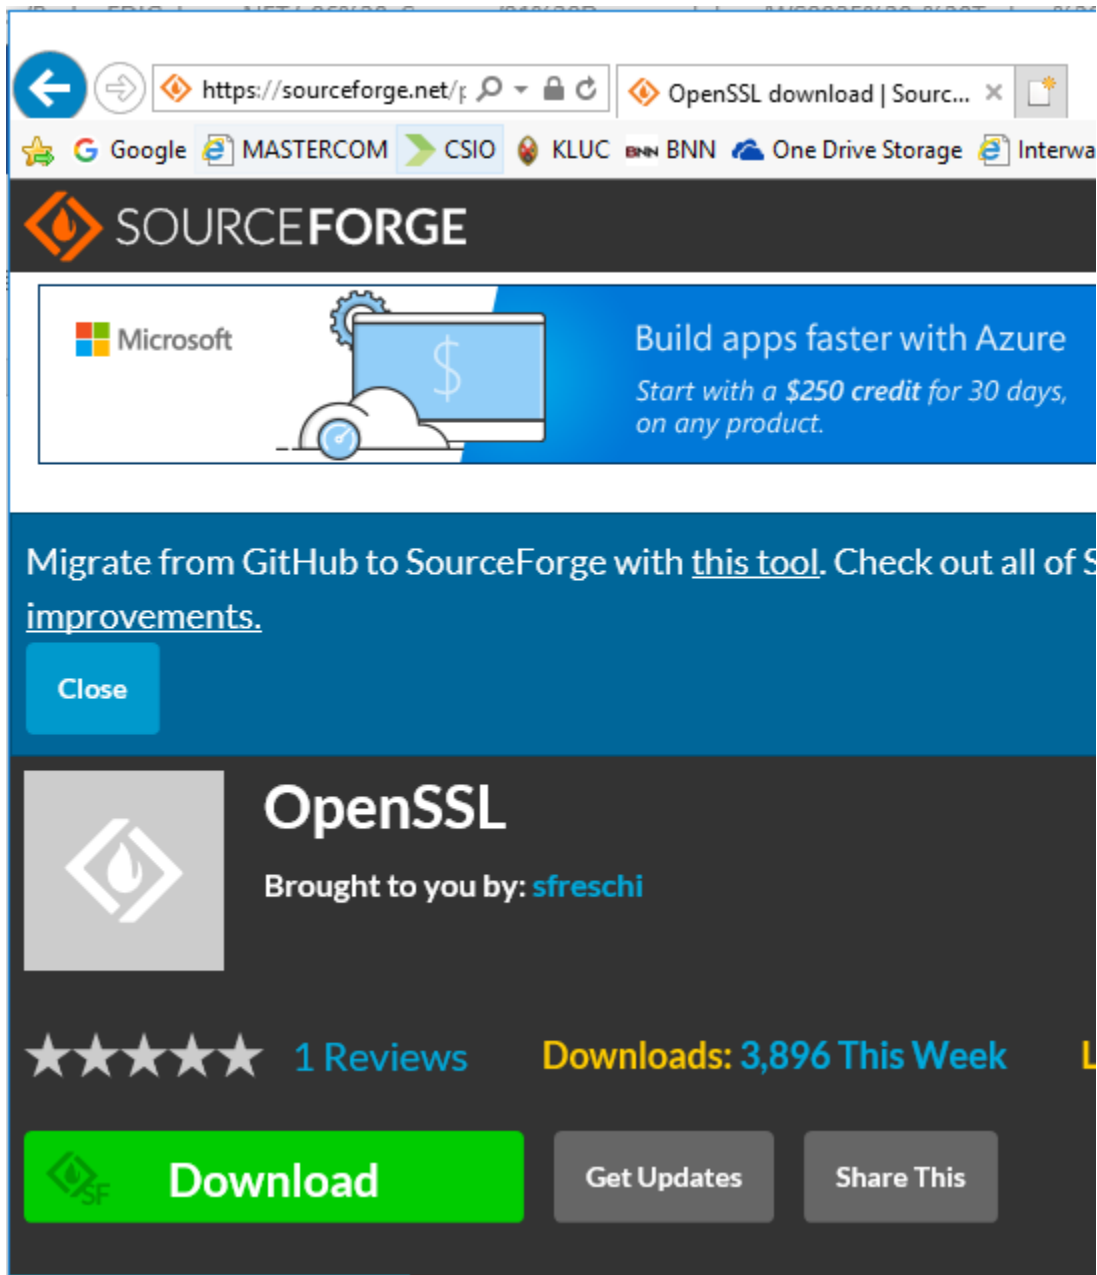 https://sourceforge.net/p
OpenSSL download | Sourc...
Google MASTERCOM CSIO KLUC BNN BNN One Drive Storage Interwa
SOURCEFORGE
Microsoft
$
Build apps faster with Azure
Start with a $250 credit for 30 days,
on any product.
Migrate from GitHub to SourceForge with this tool. Check out all of S
improvements.
Close
OpenSSL
Brought to you by: sfreschi
1 Reviews
Downloads: 3,896 This Week
L
SF
Download
Get Updates
Share This